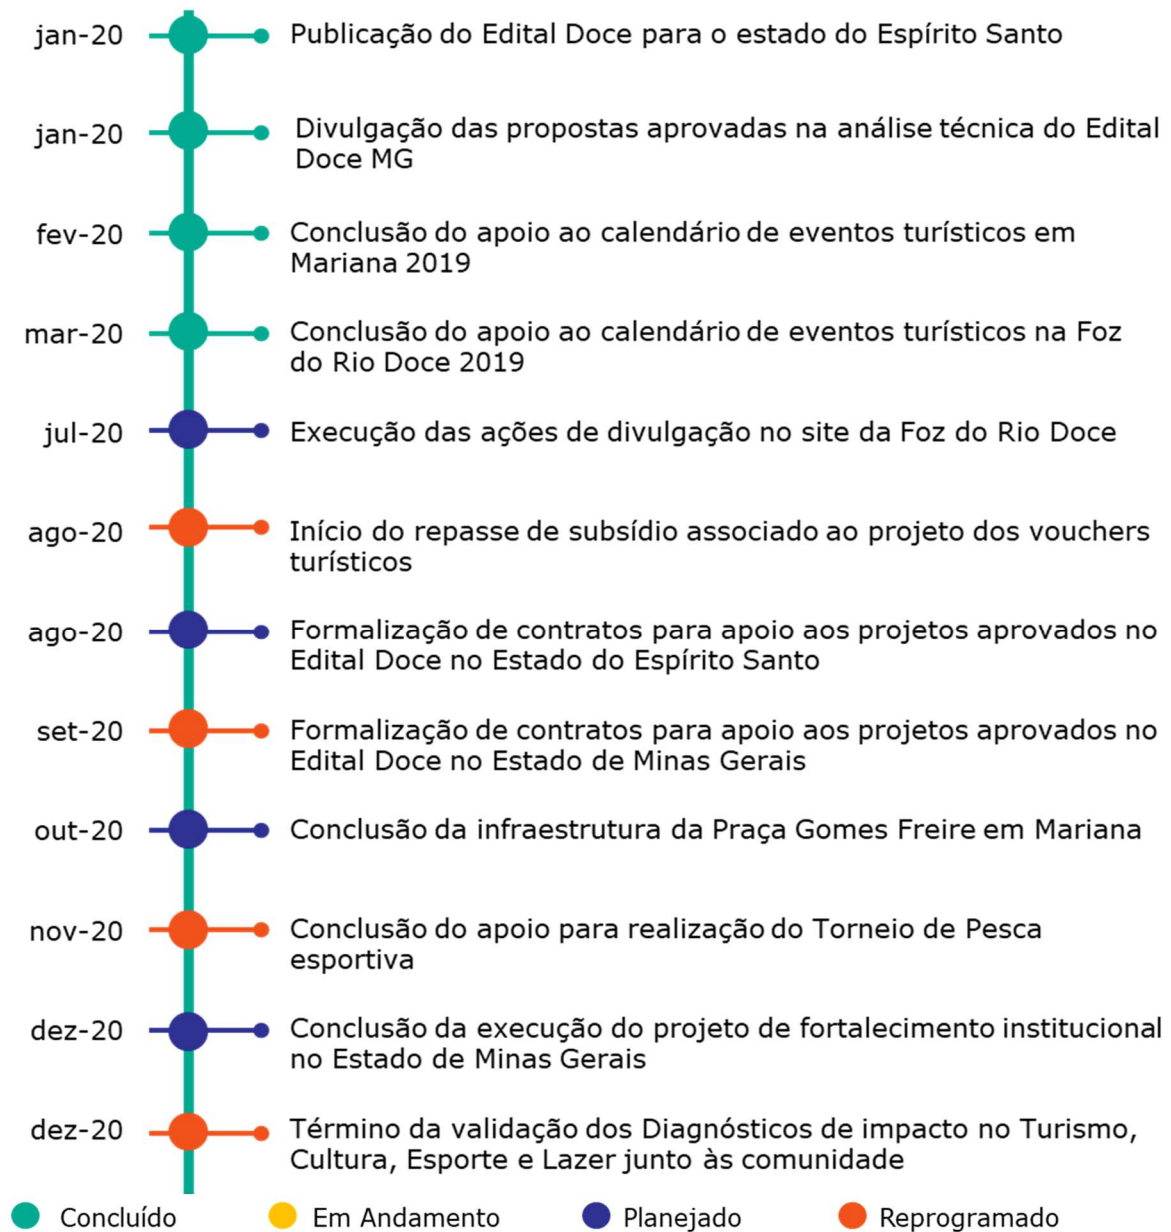 jan-20 Publicação do Edital Doce para o estado do Espírito Santo
jan-20 Divulgação das propostas aprovadas na análise técnica do Edital
Doce MG
fev-20 Conclusão do apoio ao calendário de eventos turísticos em
Mariana 2019
mar-20 Conclusão do apoio ao calendário de eventos turísticos na Foz
do Rio Doce 2019
jul-20 Execução das ações de divulgação no site da Foz do Rio Doce
ago-20 Início do repasse de subsídio associado ao projeto dos vouchers
turísticos
ago-20 Formalização de contratos para apoio aos projetos aprovados no
Edital Doce no Estado do Espírito Santo
set-20 Formalização de contratos para apoio aos projetos aprovados no
Edital Doce no Estado de Minas Gerais
out-20 Conclusão da infraestrutura da Praça Gomes Freire em Mariana
nov-20 Conclusão do apoio para realização do Torneio de Pesca
esportiva
dez-20 Conclusão da execução do projeto de fortalecimento institucional
no Estado de Minas Gerais
dez-20 Término da validação dos Diagnósticos de impacto no Turismo,
Cultura, Esporte e Lazer junto às comunidade
Concluído Em Andamento Planejado Reprogramado